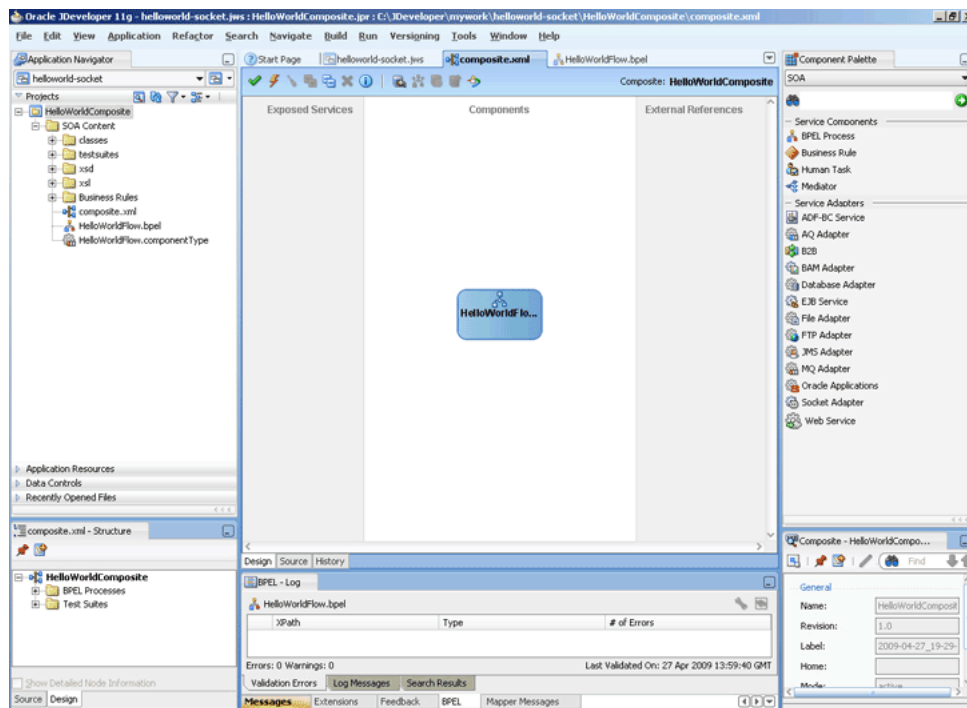 Oracle JDeveloper 11g - helloworld-socket.jws : HelloWorldComposite.jpr : C:\JDeveloper\mywork\helloworld-socket\HelloWorldComposite\composite.xml
File Edit View Application Refactor Search Navigate Build Run Versioning Tools Window Help
Application Navigator
helloworld-socket
Projects
HelloWorldComposite
SOA Content
classes
testsuites
xsd
xsl
Business Rules
composite.xml
HelloWorldFlow.bpel
HelloWorldFlow.componentType
Application Resources
Data Controls
Recently Opened Files
composite.xml - Structure
HelloWorldComposite
BPEL Processes
Test Suites
Show Detailed Node Information
Source Design
Start Page helloworld-socket.jws composite.xml HelloWorldFlow.bpel
Composite: HelloWorldComposite
Exposed Services Components External References
HelloWorldFlo...
Design Source History
BPEL - Log
HelloWorldFlow.bpel
XPath Type # of Errors
Errors: 0 Warnings: 0 Last Validated On: 27 Apr 2009 13:59:40 GMT
Validation Errors Log Messages Search Results
Messages Extensions Feedback BPEL Mapper Messages
Component Palette
SOA
Service Components
BPEL Process
Business Rule
Human Task
Mediator
Service Adapters
ADF-BC Service
AQ Adapter
B2B
BAM Adapter
Database Adapter
EJB Service
File Adapter
FTP Adapter
JMS Adapter
MQ Adapter
Oracle Applications
Socket Adapter
Web Service
Composite - HelloWorldCompo...
Find
General
Name: HelloWorldComposit
Revision: 1.0
Label: 2009-04-27_19-29-
Home:
Mode: active